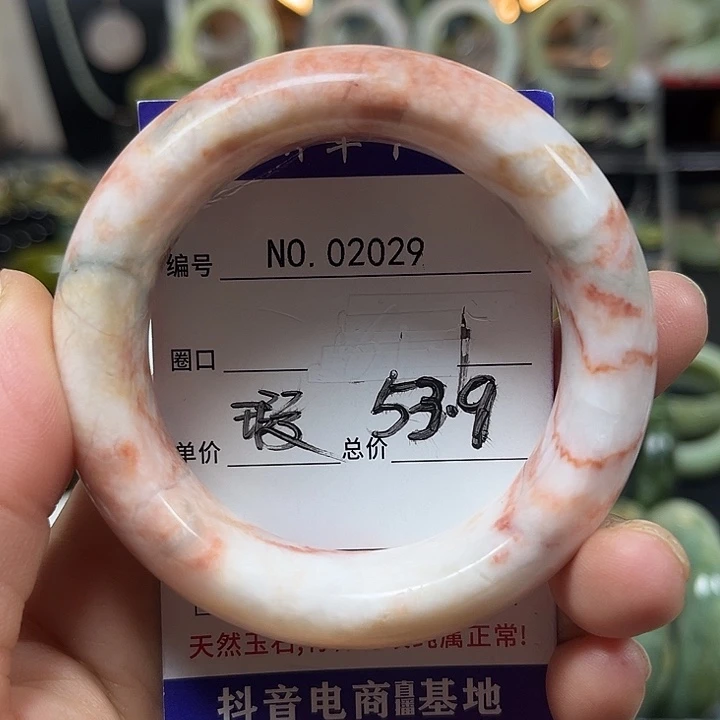 编号 NO. 02029
圈口
瑕 53.9
单价 总价
天然玉石,纯属正常!
抖音电商直播基地